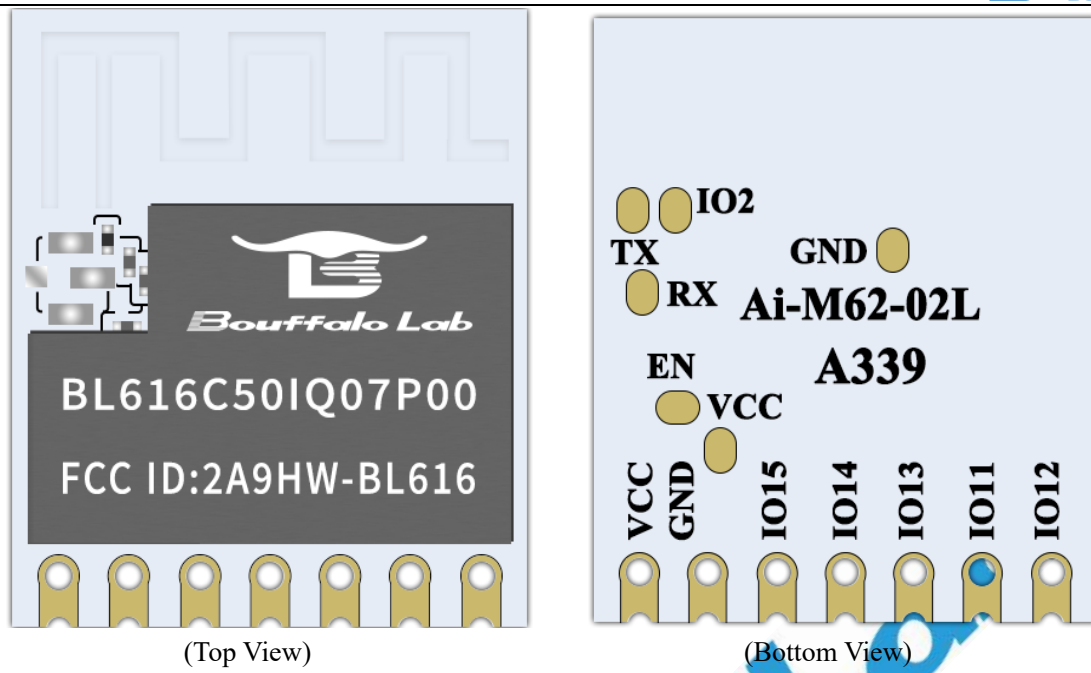 Bouffalo Lab
BL616C50IQ07P00
FCC ID:2A9HW-BL616
(Top View)
IO2
TX
GND
RX
Ai-M62-02L
EN
A339
VCC
VCC
GND
IO15
IO14
IO13
IO11
IO12
(Bottom View)